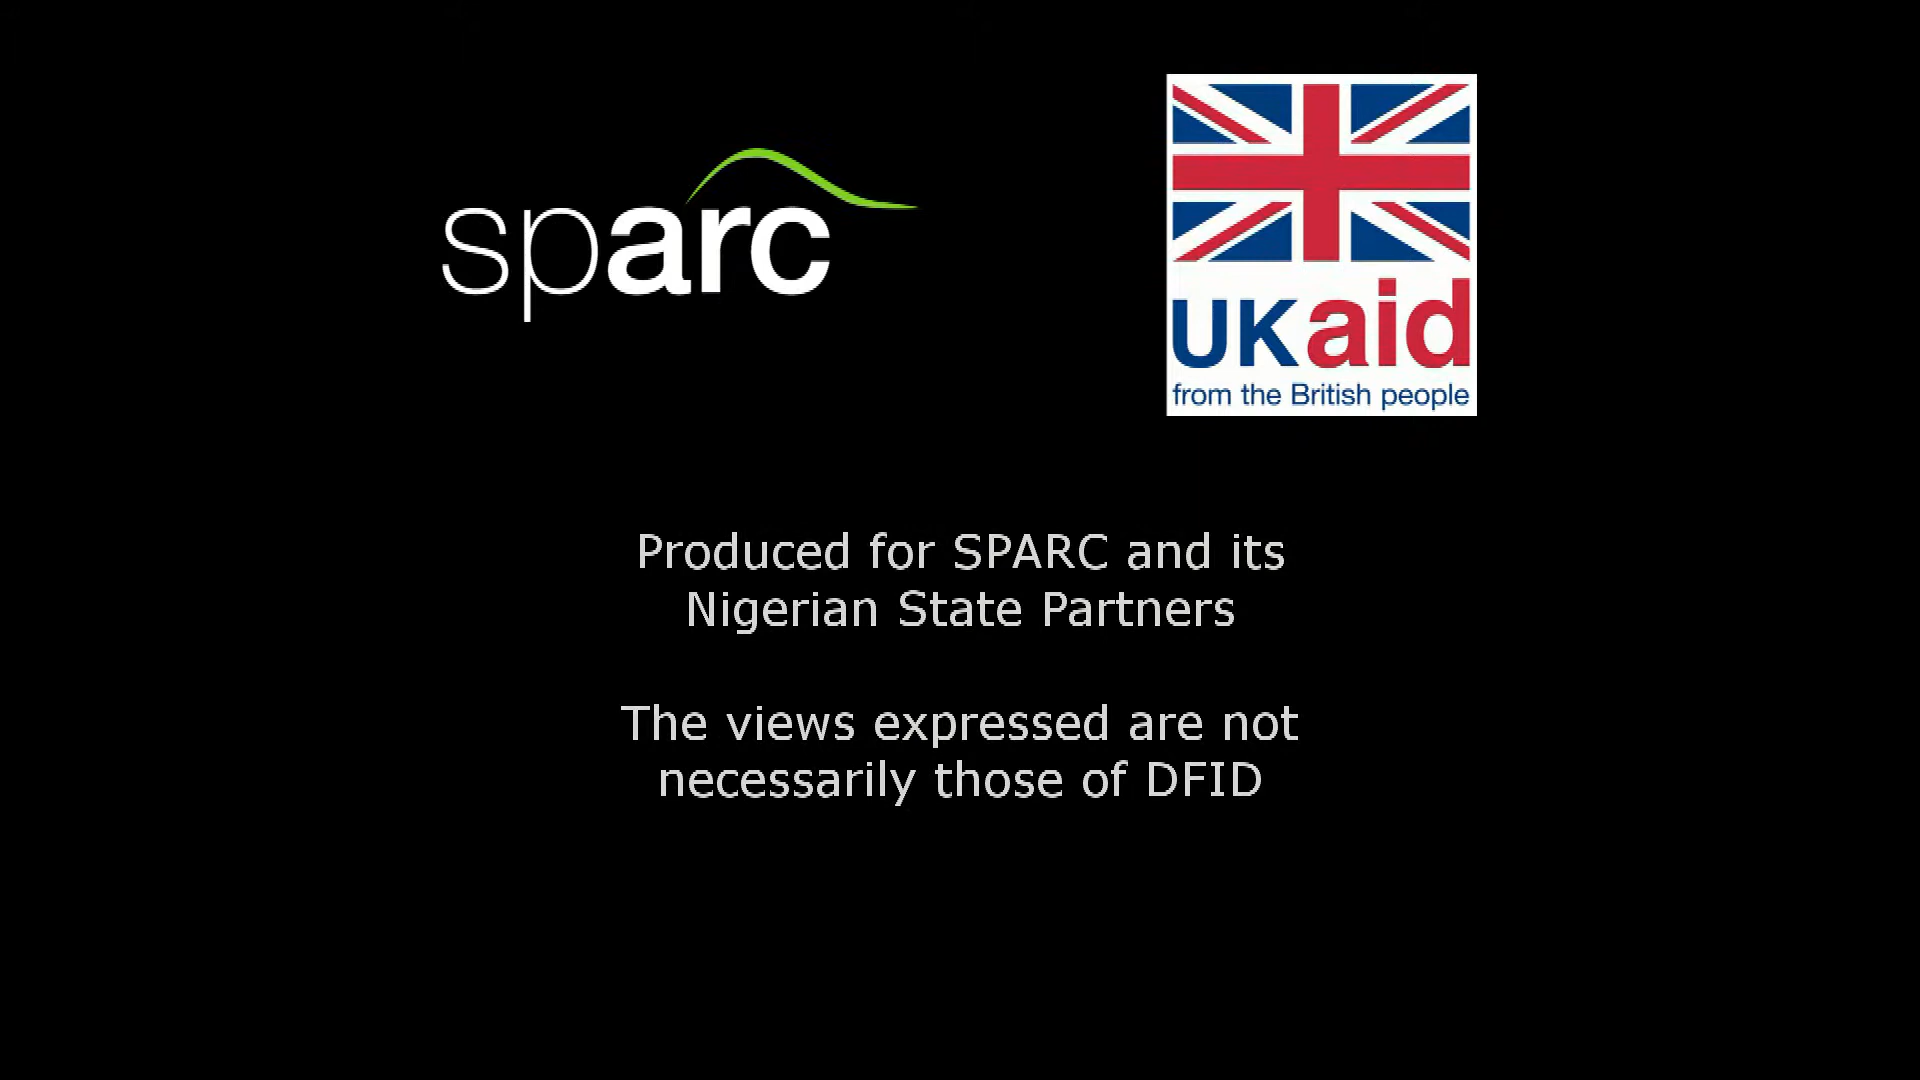 sparc
UKaid
from the British people
Produced for SPARC and its
Nigerian State Partners
The views expressed are not
necessarily those of DFID